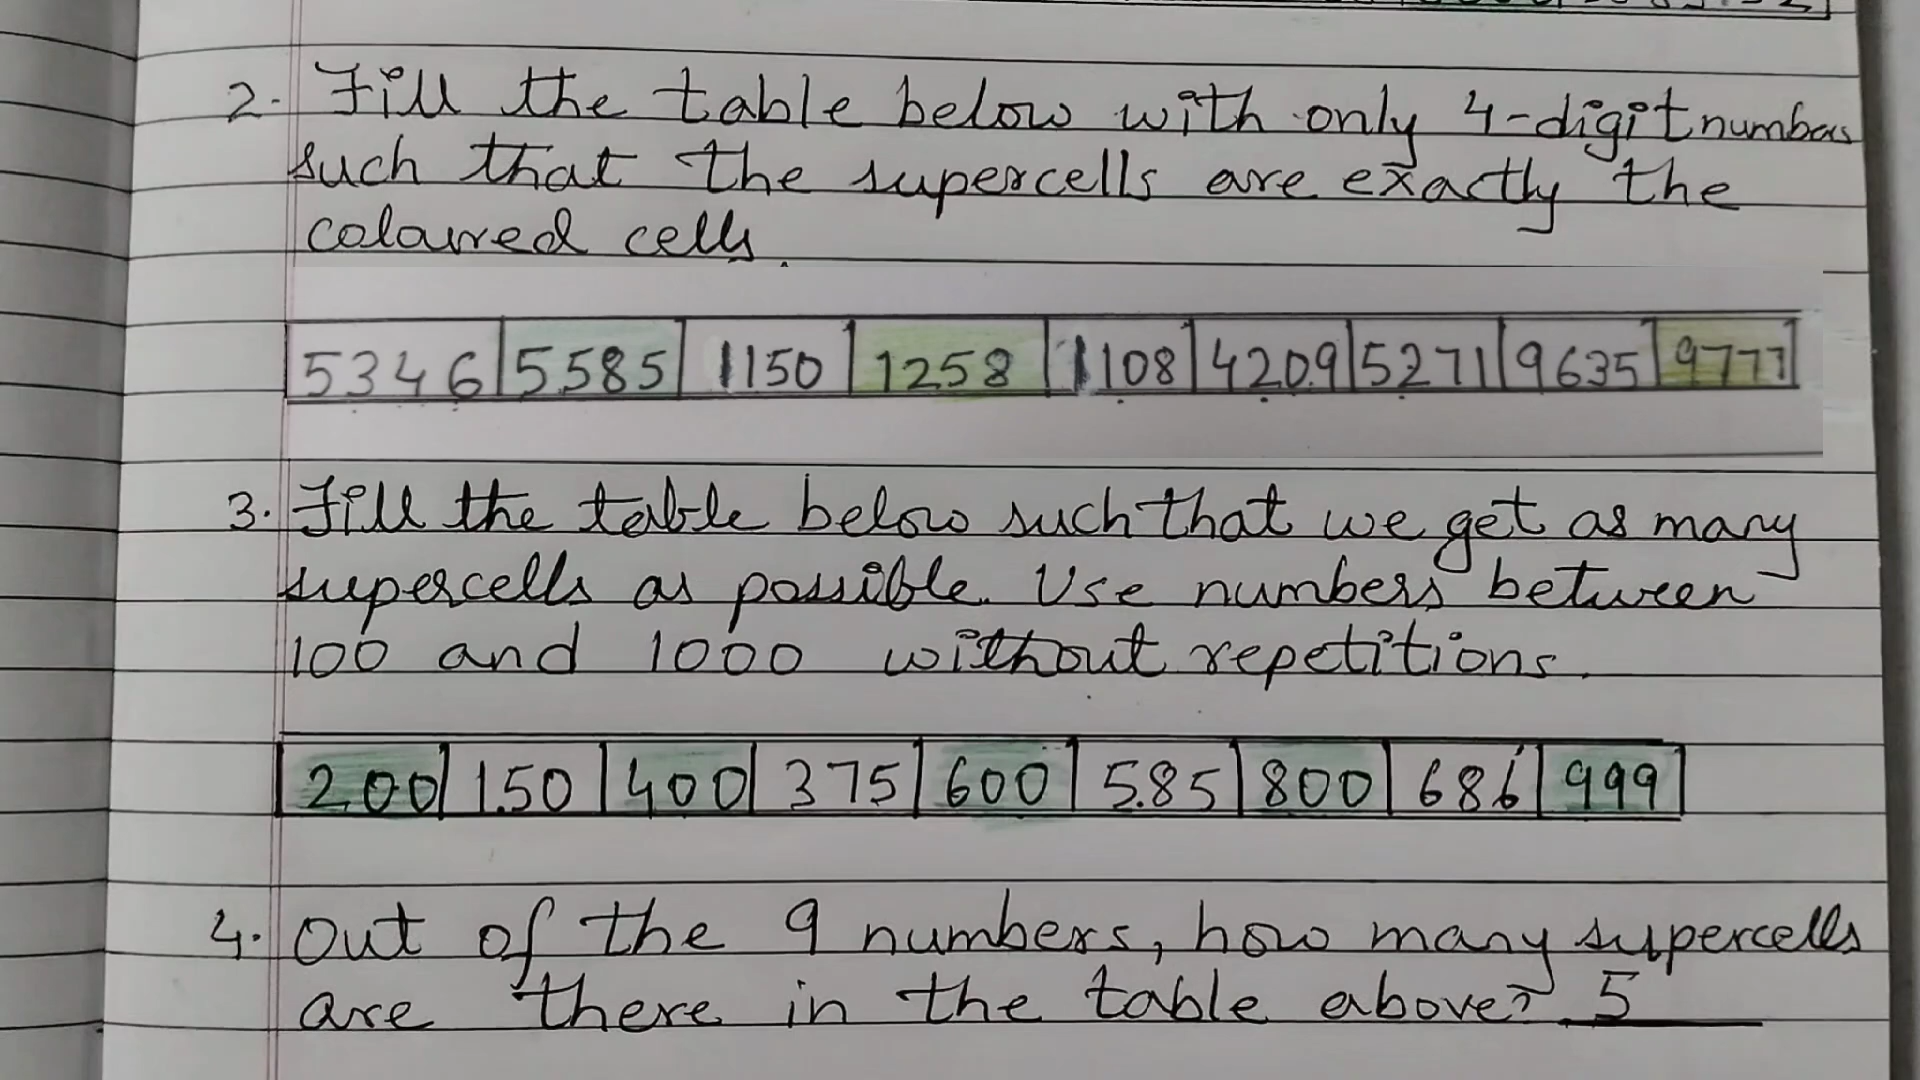 2. Fill the table below with only 4-digit numbers
such that the supercells are exactly the
coloured cells.
5346 5585 1150 1258 1108 4209 5271 9635 9777
3. Fill the table below such that we get as many
supercells as possible. Use numbers between
100 and 1000 without repetitions.
200 150 400 375 600 585 800 686 999
4. Out of the 9 numbers, how many supercells
are there in the table above? 5